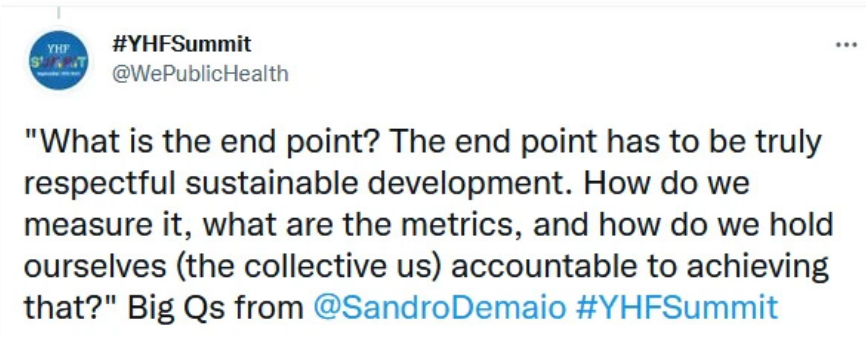 YHF
SUMMIT
#YHFSummit
@WePublicHealth
"What is the end point? The end point has to be truly
respectful sustainable development. How do we
measure it, what are the metrics, and how do we hold
ourselves (the collective us) accountable to achieving
that?" Big Qs from @SandroDemaio #YHFSummit